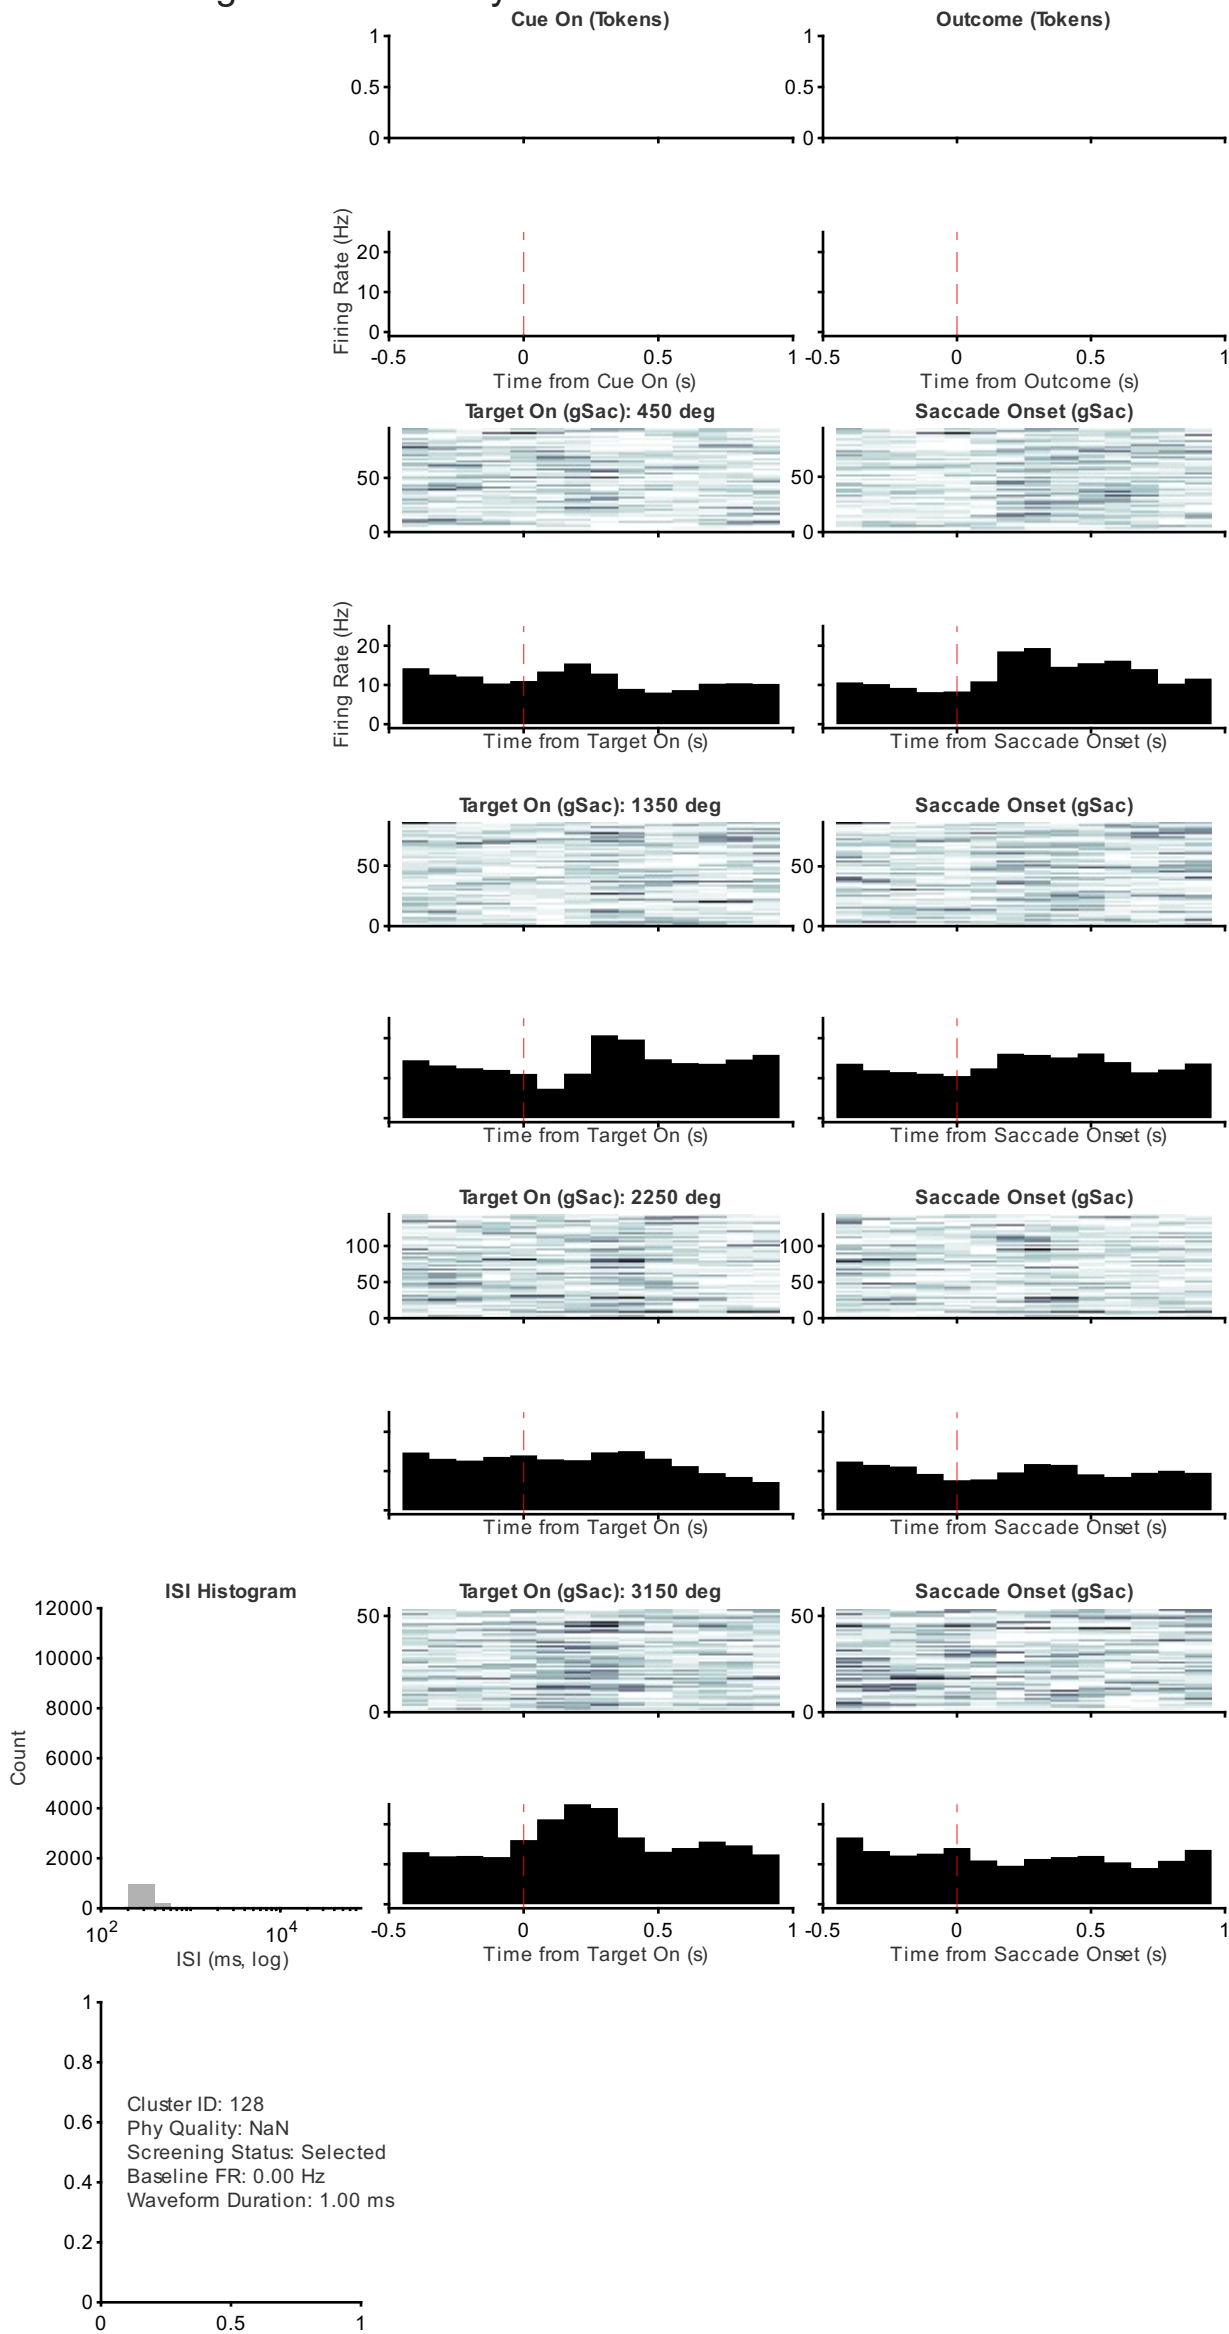 Cue On (Tokens)
Outcome (Tokens)
1
0.5
0
1
0.5
0
Firing Rate (Hz)
20
10
0
-0.5 0 0.5 1
-0.5 0 0.5 1
Time from Cue On (s)
Time from Outcome (s)
Target On (gSac): 450 deg
Saccade Onset (gSac)
50
0
50
0
Firing Rate (Hz)
20
10
0
Time from Target On (s)
Time from Saccade Onset (s)
Target On (gSac): 1350 deg
Saccade Onset (gSac)
50
0
50
0
Time from Target On (s)
Time from Saccade Onset (s)
Target On (gSac): 2250 deg
Saccade Onset (gSac)
100
50
0
100
50
0
Time from Target On (s)
Time from Saccade Onset (s)
ISI Histogram
Target On (gSac): 3150 deg
Saccade Onset (gSac)
12000
10000
8000
6000
4000
2000
0
Count
10^2 10^4
ISI (ms, log)
50
0
50
0
-0.5 0 0.5 1
-0.5 0 0.5 1
Time from Target On (s)
Time from Saccade Onset (s)
1
0.8
0.6
0.4
0.2
0
Cluster ID: 128
Phy Quality: NaN
Screening Status: Selected
Baseline FR: 0.00 Hz
Waveform Duration: 1.00 ms
0 0.5 1